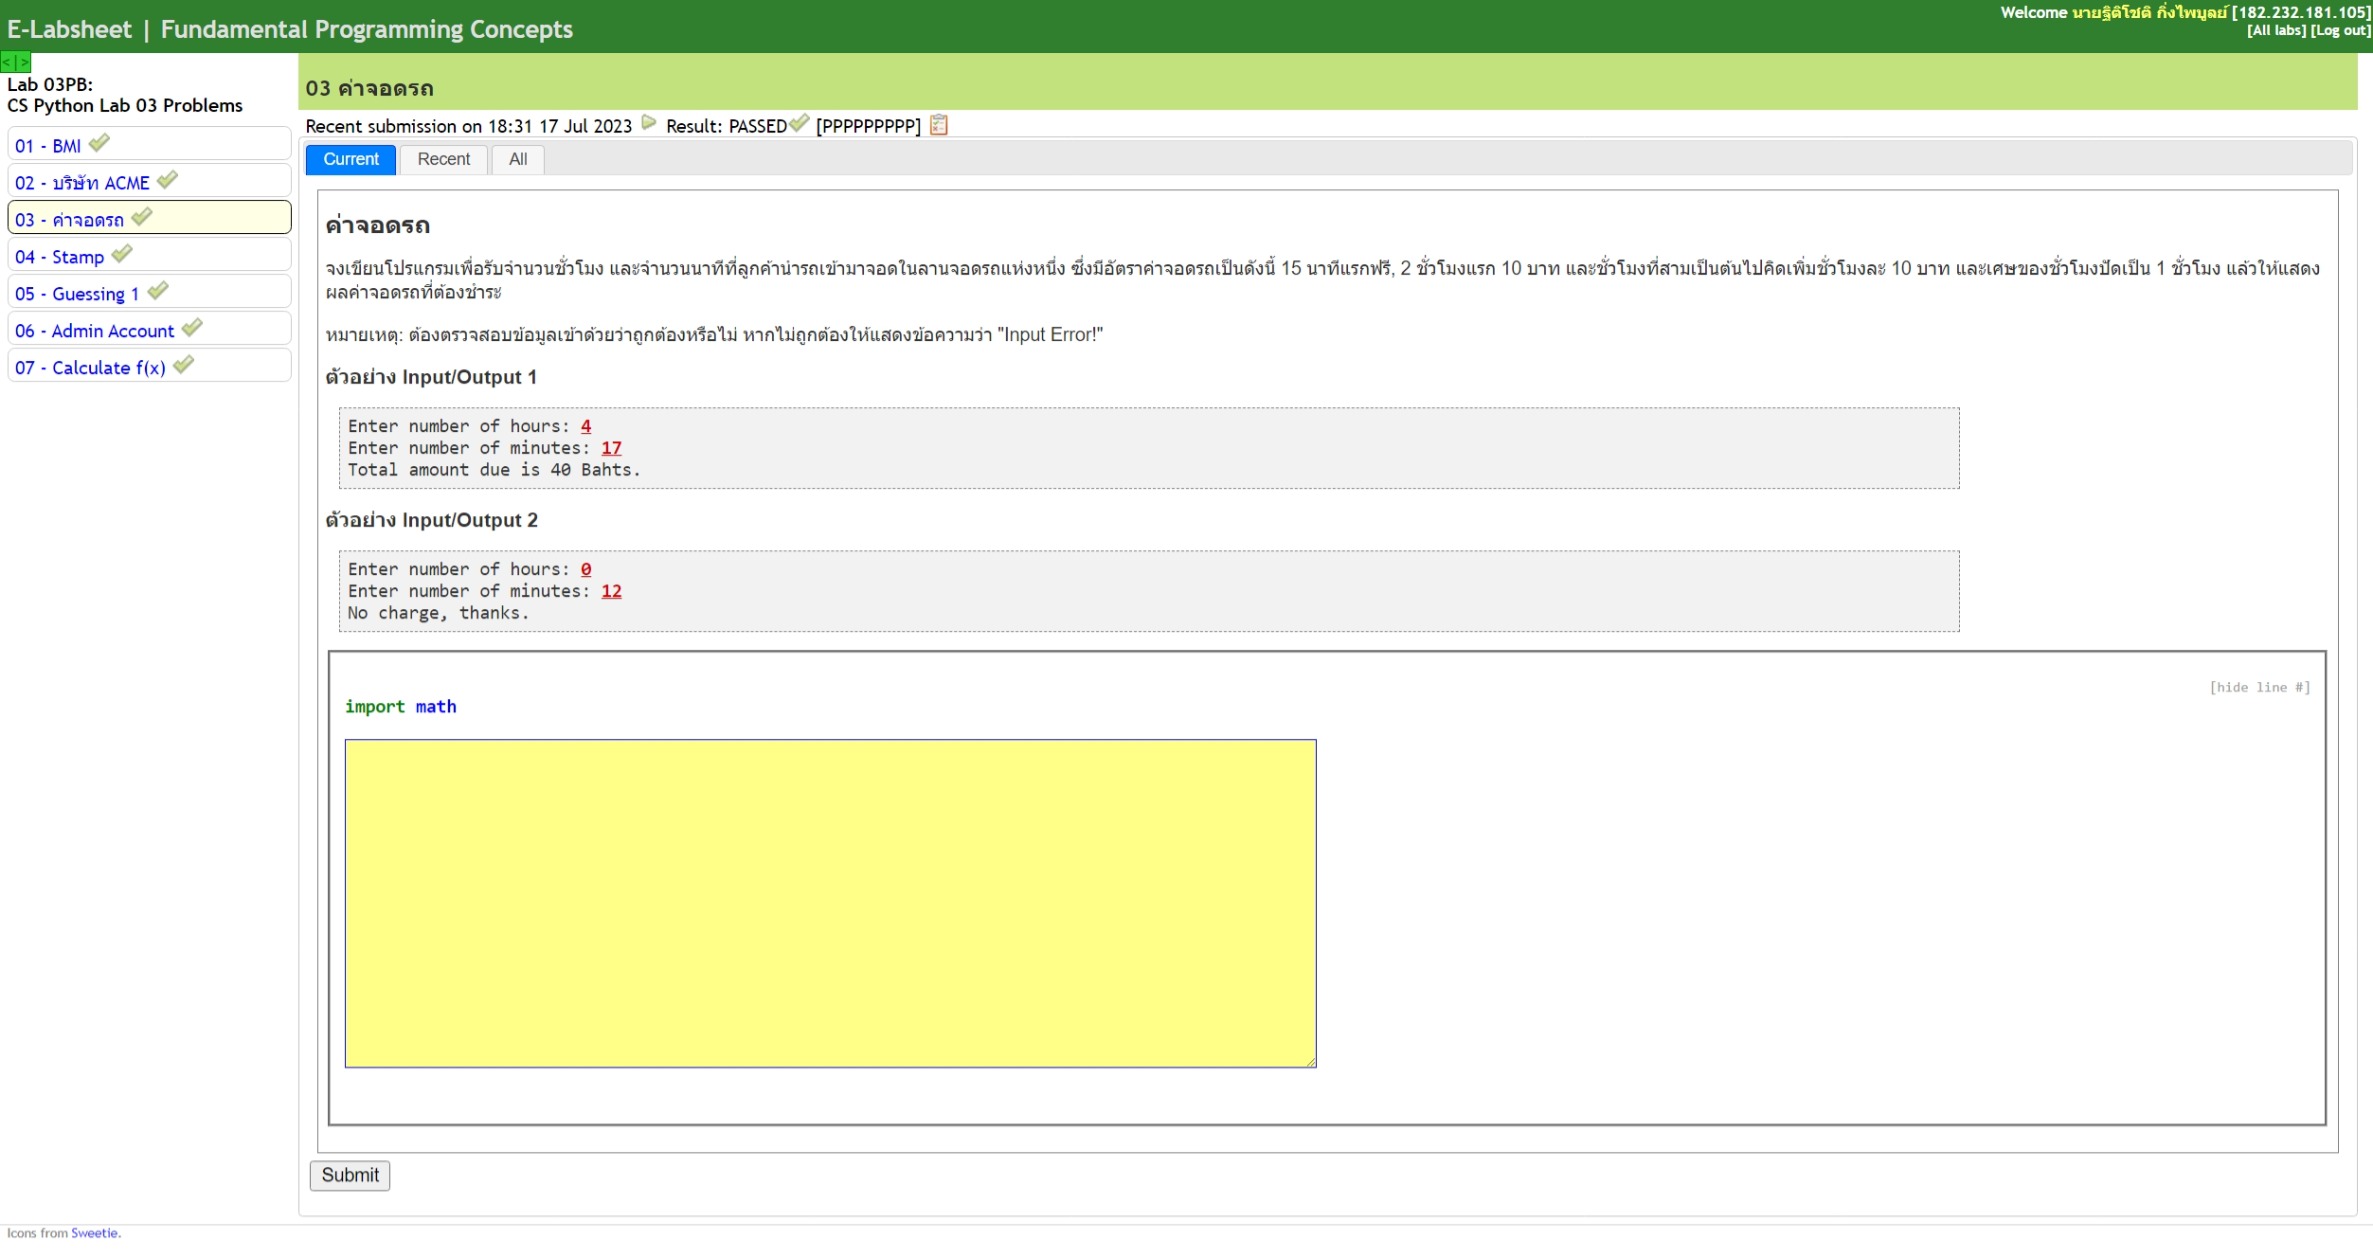 E-Labsheet | Fundamental Programming Concepts
Welcome นายฐิติโชติ กิ่งไพบูลย์ [182.232.181.105]
[All labs] [Log out]
<|>
Lab 03PB:
CS Python Lab 03 Problems
01 - BMI
02 - บริษัท ACME
03 - ค่าจอดรถ
04 - Stamp
05 - Guessing 1
06 - Admin Account
07 - Calculate f(x)
03 ค่าจอดรถ
Recent submission on 18:31 17 Jul 2023 Result: PASSED [PPPPPPPPP]
Current Recent All
ค่าจอดรถ
จงเขียนโปรแกรมเพื่อรับจำนวนชั่วโมง และจำนวนนาทีที่ลูกค้านำรถเข้ามาจอดในลานจอดรถแห่งหนึ่ง ซึ่งมีอัตราค่าจอดรถเป็นดังนี้ 15 นาทีแรกฟรี, 2 ชั่วโมงแรก 10 บาท และชั่วโมงที่สามเป็นต้นไปคิดเพิ่มชั่วโมงละ 10 บาท และเศษของชั่วโมงปัดเป็น 1 ชั่วโมง แล้วให้แสดง
ผลค่าจอดรถที่ต้องชำระ
หมายเหตุ: ต้องตรวจสอบข้อมูลเข้าด้วยว่าถูกต้องหรือไม่ หากไม่ถูกต้องให้แสดงข้อความว่า "Input Error!"
ตัวอย่าง Input/Output 1
Enter number of hours: 4
Enter number of minutes: 17
Total amount due is 40 Bahts.
ตัวอย่าง Input/Output 2
Enter number of hours: 0
Enter number of minutes: 12
No charge, thanks.
[hide line #]
import math
Submit
Icons from Sweetie.